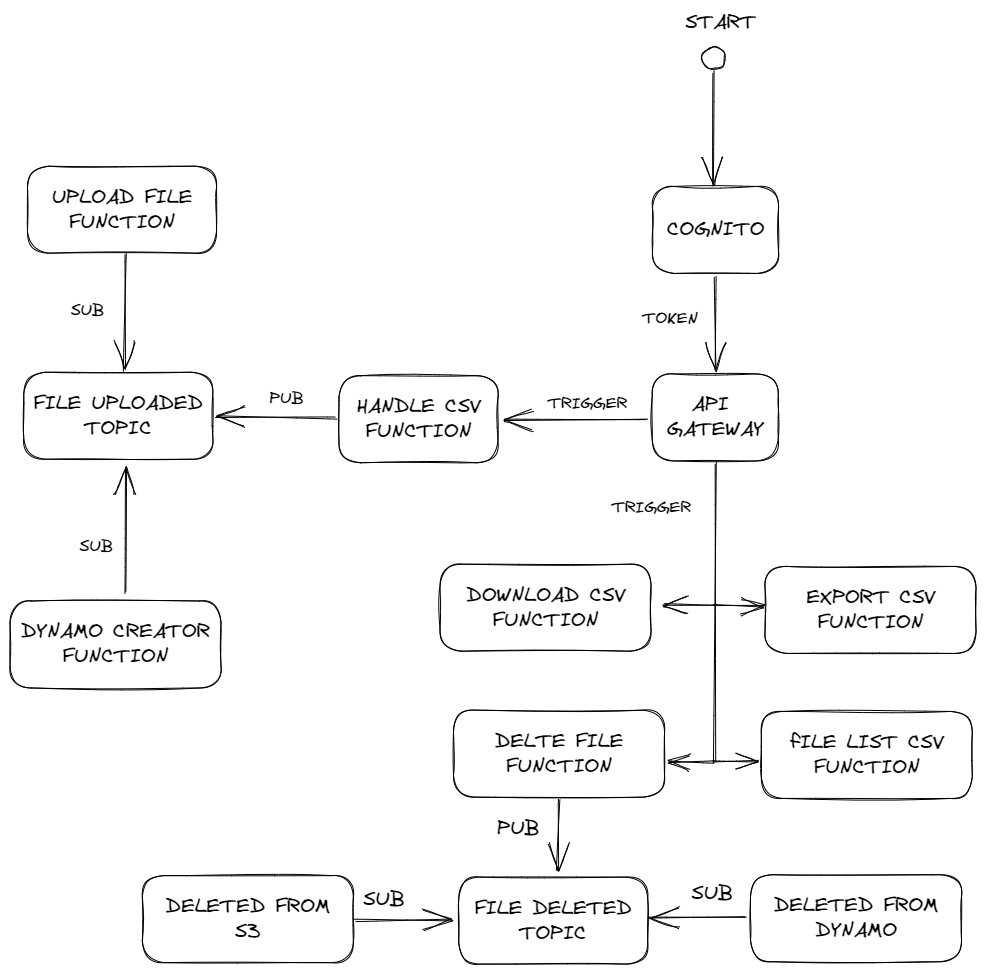 START
UPLOAD FILE
FUNCTION
COGNITO
SUB
TOKEN
FILE UPLOADED
TOPIC
PUB
HANDLE CSV
FUNCTION
TRIGGER
API
GATEWAY
TRIGGER
SUB
DOWNLOAD CSV
FUNCTION
EXPORT CSV
FUNCTION
DYNAMO CREATOR
FUNCTION
DELTE FILE
FUNCTION
fILE LIST CSV
FUNCTION
PUB
DELETED FROM
S3
SUB
FILE DELETED
TOPIC
SUB
DELETED FROM
DYNAMO